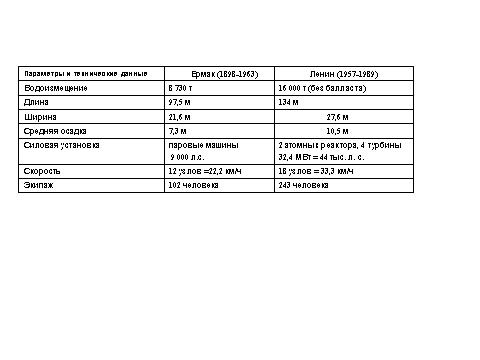 Параметры и технические данные Ермак (1898-1963) Ленин (1957-1989)
Водоизмещение 8 730 т 16 000 т (без балласта)
Длина 97,5 м 134 м
Ширина 21,6 м 27,6 м
Средняя осадка 7,3 м 10,5 м
Силовая установка паровые машины 2 атомных реактора, 4 турбины
9 000 л.с. 32,4 МВт = 44 тыс. л. с.
Скорость 12 узлов =22,2 км/ч 18 узлов = 33,3 км/ч
Экипаж 102 человека 243 человека